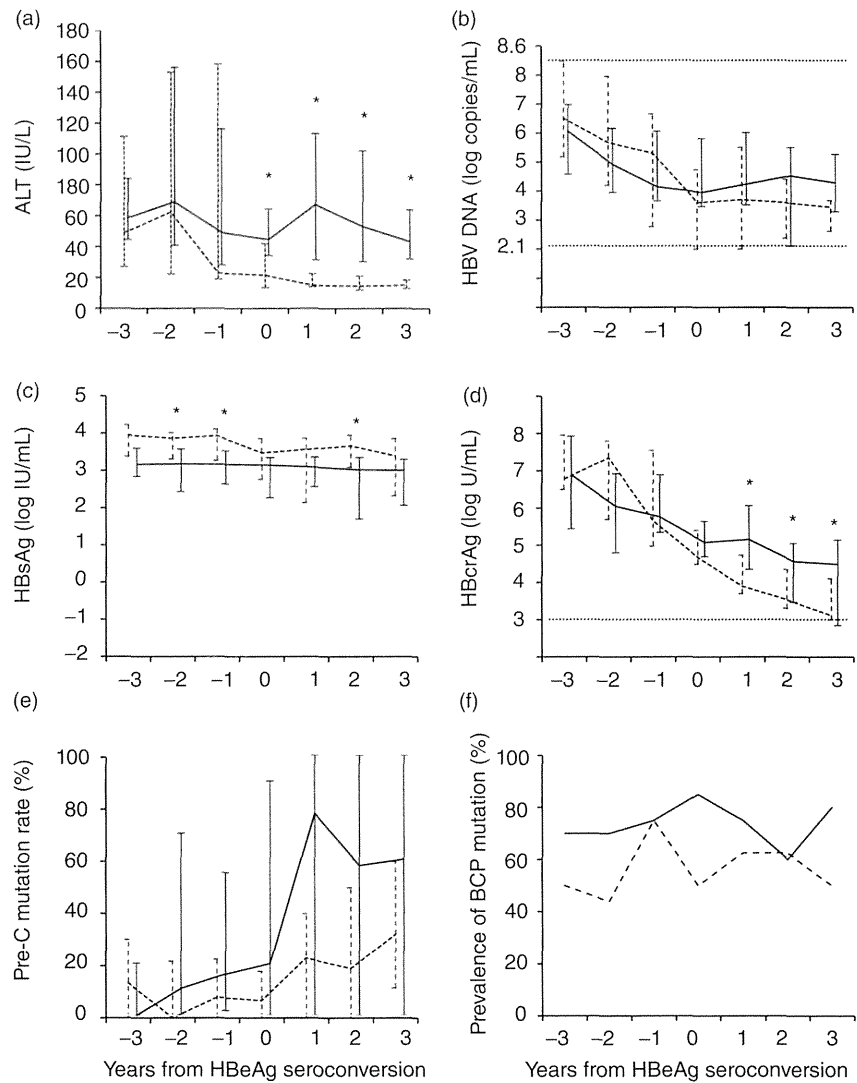 (a)
180
160
140
120
100
180
60
40
20
0
ALT (IU/L)
* * * *
−3 −2 −1 0 1 2 3
(b)
8.6
4
7
6
5
4
3
2.1
HBV DNA (log copies/mL)
−3 −2 −1 0 1 2 3
(c)
5
4
3
2
1
0
−1
−2
HBsAg (log IU/mL)
* * *
−3 −2 −1 0 1 2 3
(d)
8
7
6
5
4
3
HBcrAg (log U/mL)
* * *
−3 −2 −1 0 1 2 3
(e)
100
80
60
40
20
0
Pre-C mutation rate (%)
−3 −2 −1 0 1 2 3
Years from HBeAg seroconversion
(f)
100
80
60
40
20
0
Prevalence of BCP mutation (%)
−3 −2 −1 0 1 2 3
Years from HBeAg seroconversion